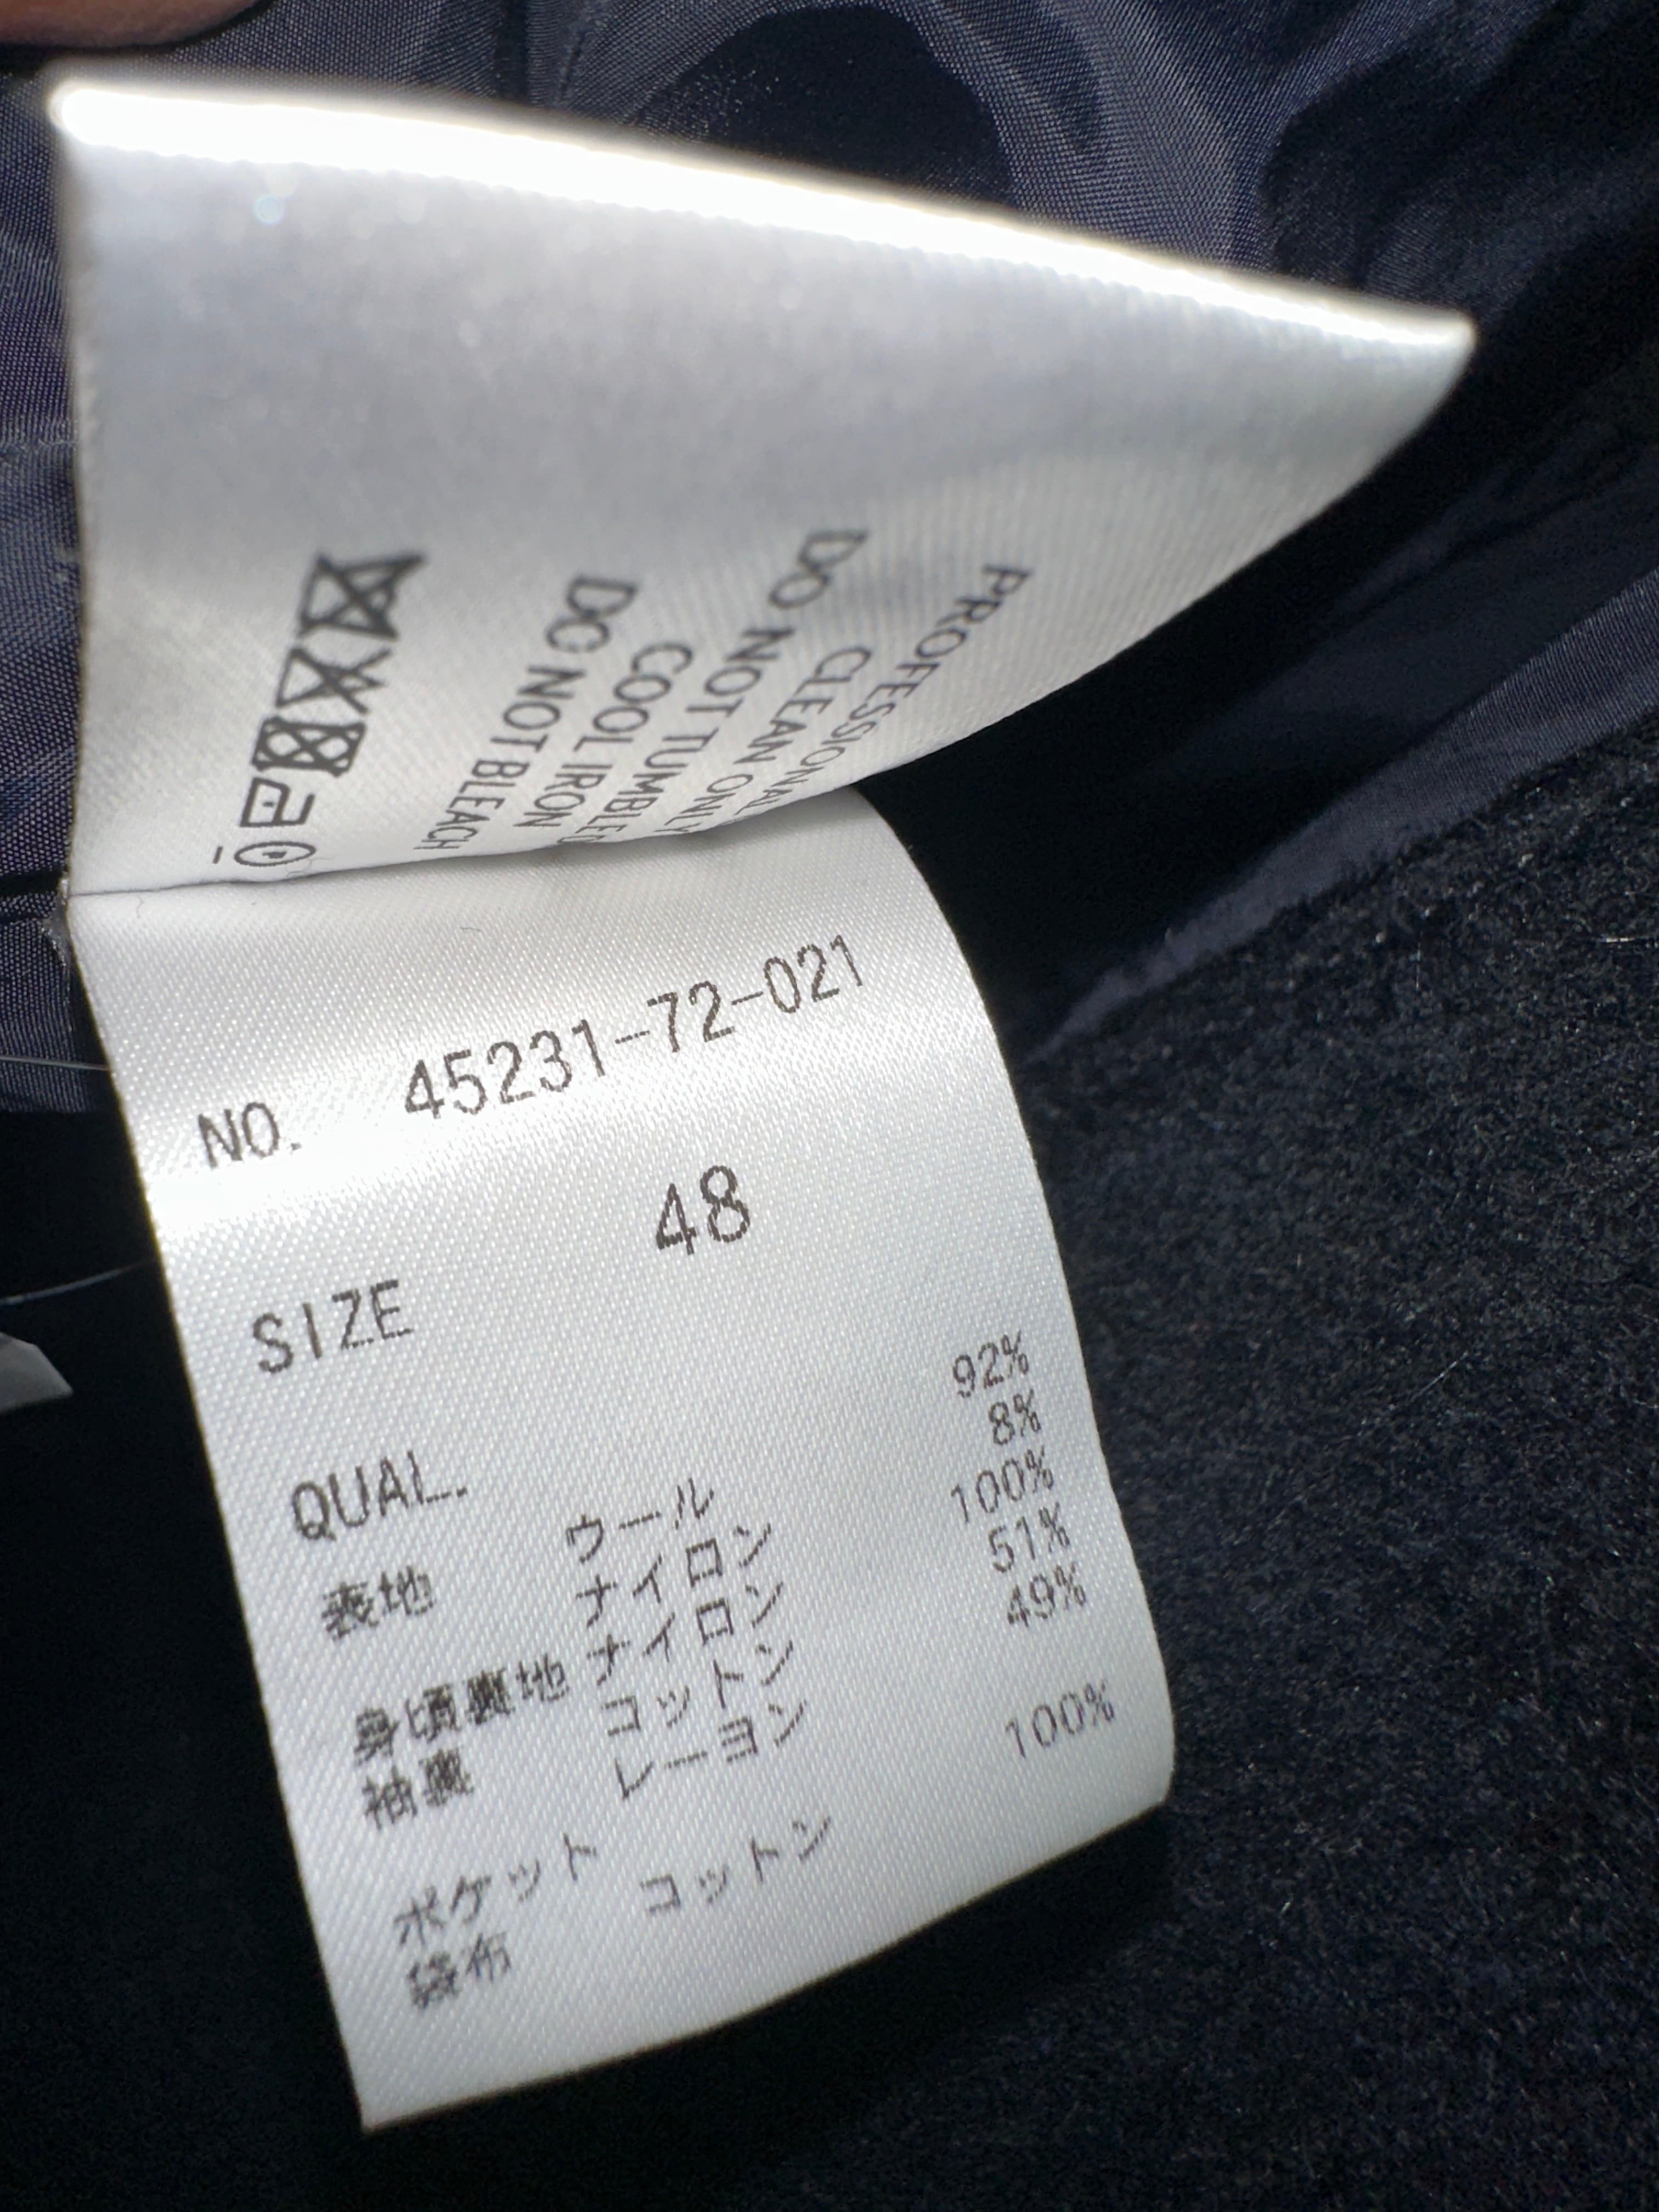 PROFESSIONAL
CLEAN ONLY
DO NOT TUMBLE
COOL IRON
DO NOT BLEACH
NO. 45231-72-021
SIZE 48
QUAL.
表地 ウール 92%
ナイロン 8%
身頃裏地 ナイロン 100%
袖裏 コットン 51%
レーヨン 49%
ポケット
袋布 コットン 100%